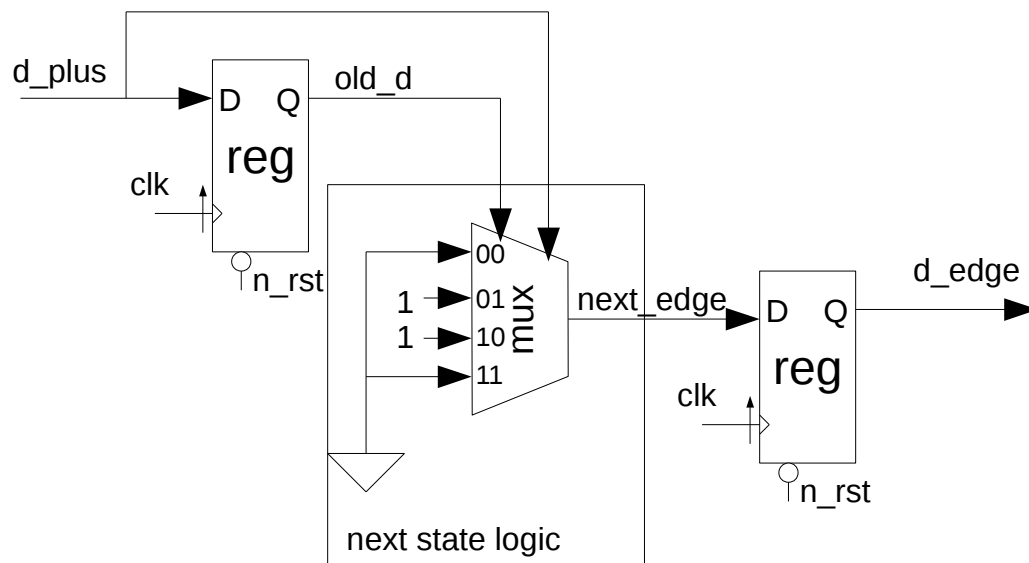 d_plus
D Q
reg
clk
n_rst
old_d
00
01
10
11
1
1
mux
next_edge
next state logic
D Q
reg
clk
n_rst
d_edge